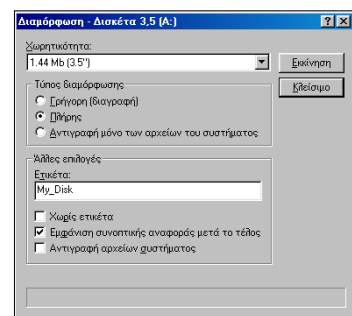 Διαμόρφωση - Δισκέτα 3,5 (A:)
Χωρητικότητα:
1.44 Mb (3.5'')
Εκκίνηση
Κλείσιμο
Τύπος διαμόρφωσης
Γρήγορη (διαγραφή)
Πλήρης
Αντιγραφή μόνο των αρχείων του συστήματος
Άλλες επιλογές
Ετικέτα:
My_Disk
Χωρίς ετικέτα
Εμφάνιση συνοπτικής αναφοράς μετά το τέλος
Αντιγραφή αρχείων συστήματος